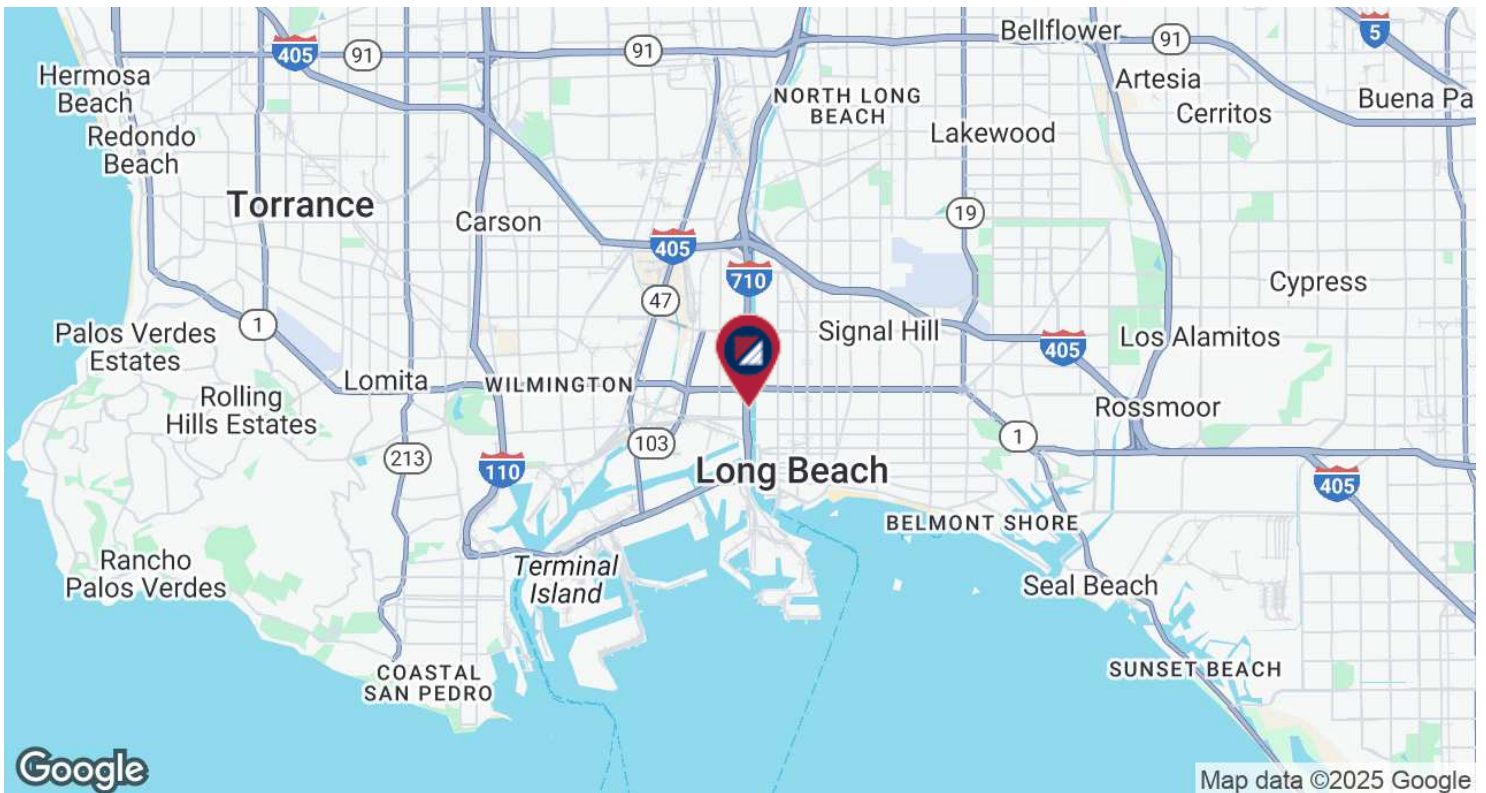 Bellflower
5
405
91
91
91
Hermosa
Beach
Artesia
NORTH LONG
BEACH
Cerritos
Buena Pa
Redondo
Beach
Lakewood
Torrance
Carson
19
405
710
Cypress
47
1
Palos Verdes
Estates
Signal Hill
Los Alamitos
405
Lomita
WILMINGTON
Rolling
Hills Estates
Rossmoor
1
103
213
110
Long Beach
405
BELMONT SHORE
Rancho
Palos Verdes
Terminal
Island
Seal Beach
COASTAL
SAN PEDRO
SUNSET BEACH
Google
Map data ©2025 Google